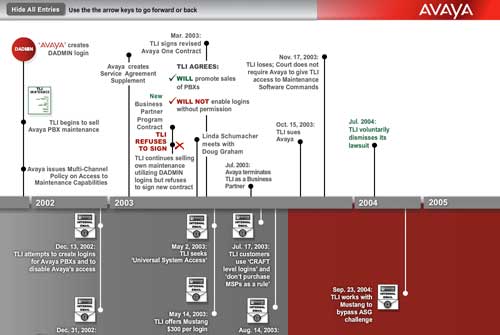 Hide All Entries
Use the the arrow keys to go forward or back
AVAYA
DADMIN
'AVAYA' creates
DADMIN login
TLI
MAINTENANCE
TLI begins to sell
Avaya PBX maintenance
Avaya issues Multi-Channel
Policy on Access to
Maintenance Capabilities
Avaya creates
Service Agreement
Supplement
Mar. 2003:
TLI signs revised
Avaya One Contract
TLI AGREES:
WILL promote sales
of PBXs
WILL NOT enable logins
without permission
New
Business
Partner
Program
Contract
TLI
REFUSES
TO SIGN
TLI continues selling
own maintenance
utilizing DADMIN
logins but refuses
to sign new contract
Linda Schumacher
meets with
Doug Graham
Jul. 2003:
Avaya terminates
TLI as a Business
Partner
Nov. 17, 2003:
TLI loses; Court does not
require Avaya to give TLI
access to Maintenance
Software Commands
Oct. 15, 2003:
TLI sues
Avaya
Jul. 2004:
TLI voluntarily
dismisses its
lawsuit
2002
2003
2004
2005
Dec. 13, 2002:
TLI attempts to create logins
for Avaya PBXs and to
disable Avaya's access
Dec. 31, 2002:
May 2, 2003:
TLI seeks
'Universal System Access'
May 14, 2003:
TLI offers Mustang
$300 per login
Jul. 17, 2003:
TLI customers
use 'CRAFT
level logins' and
'don't purchase
MSPs as a rule'
Aug. 14, 2003:
Sep. 23, 2004:
TLI works with
Mustang to
bypass ASG
challenge